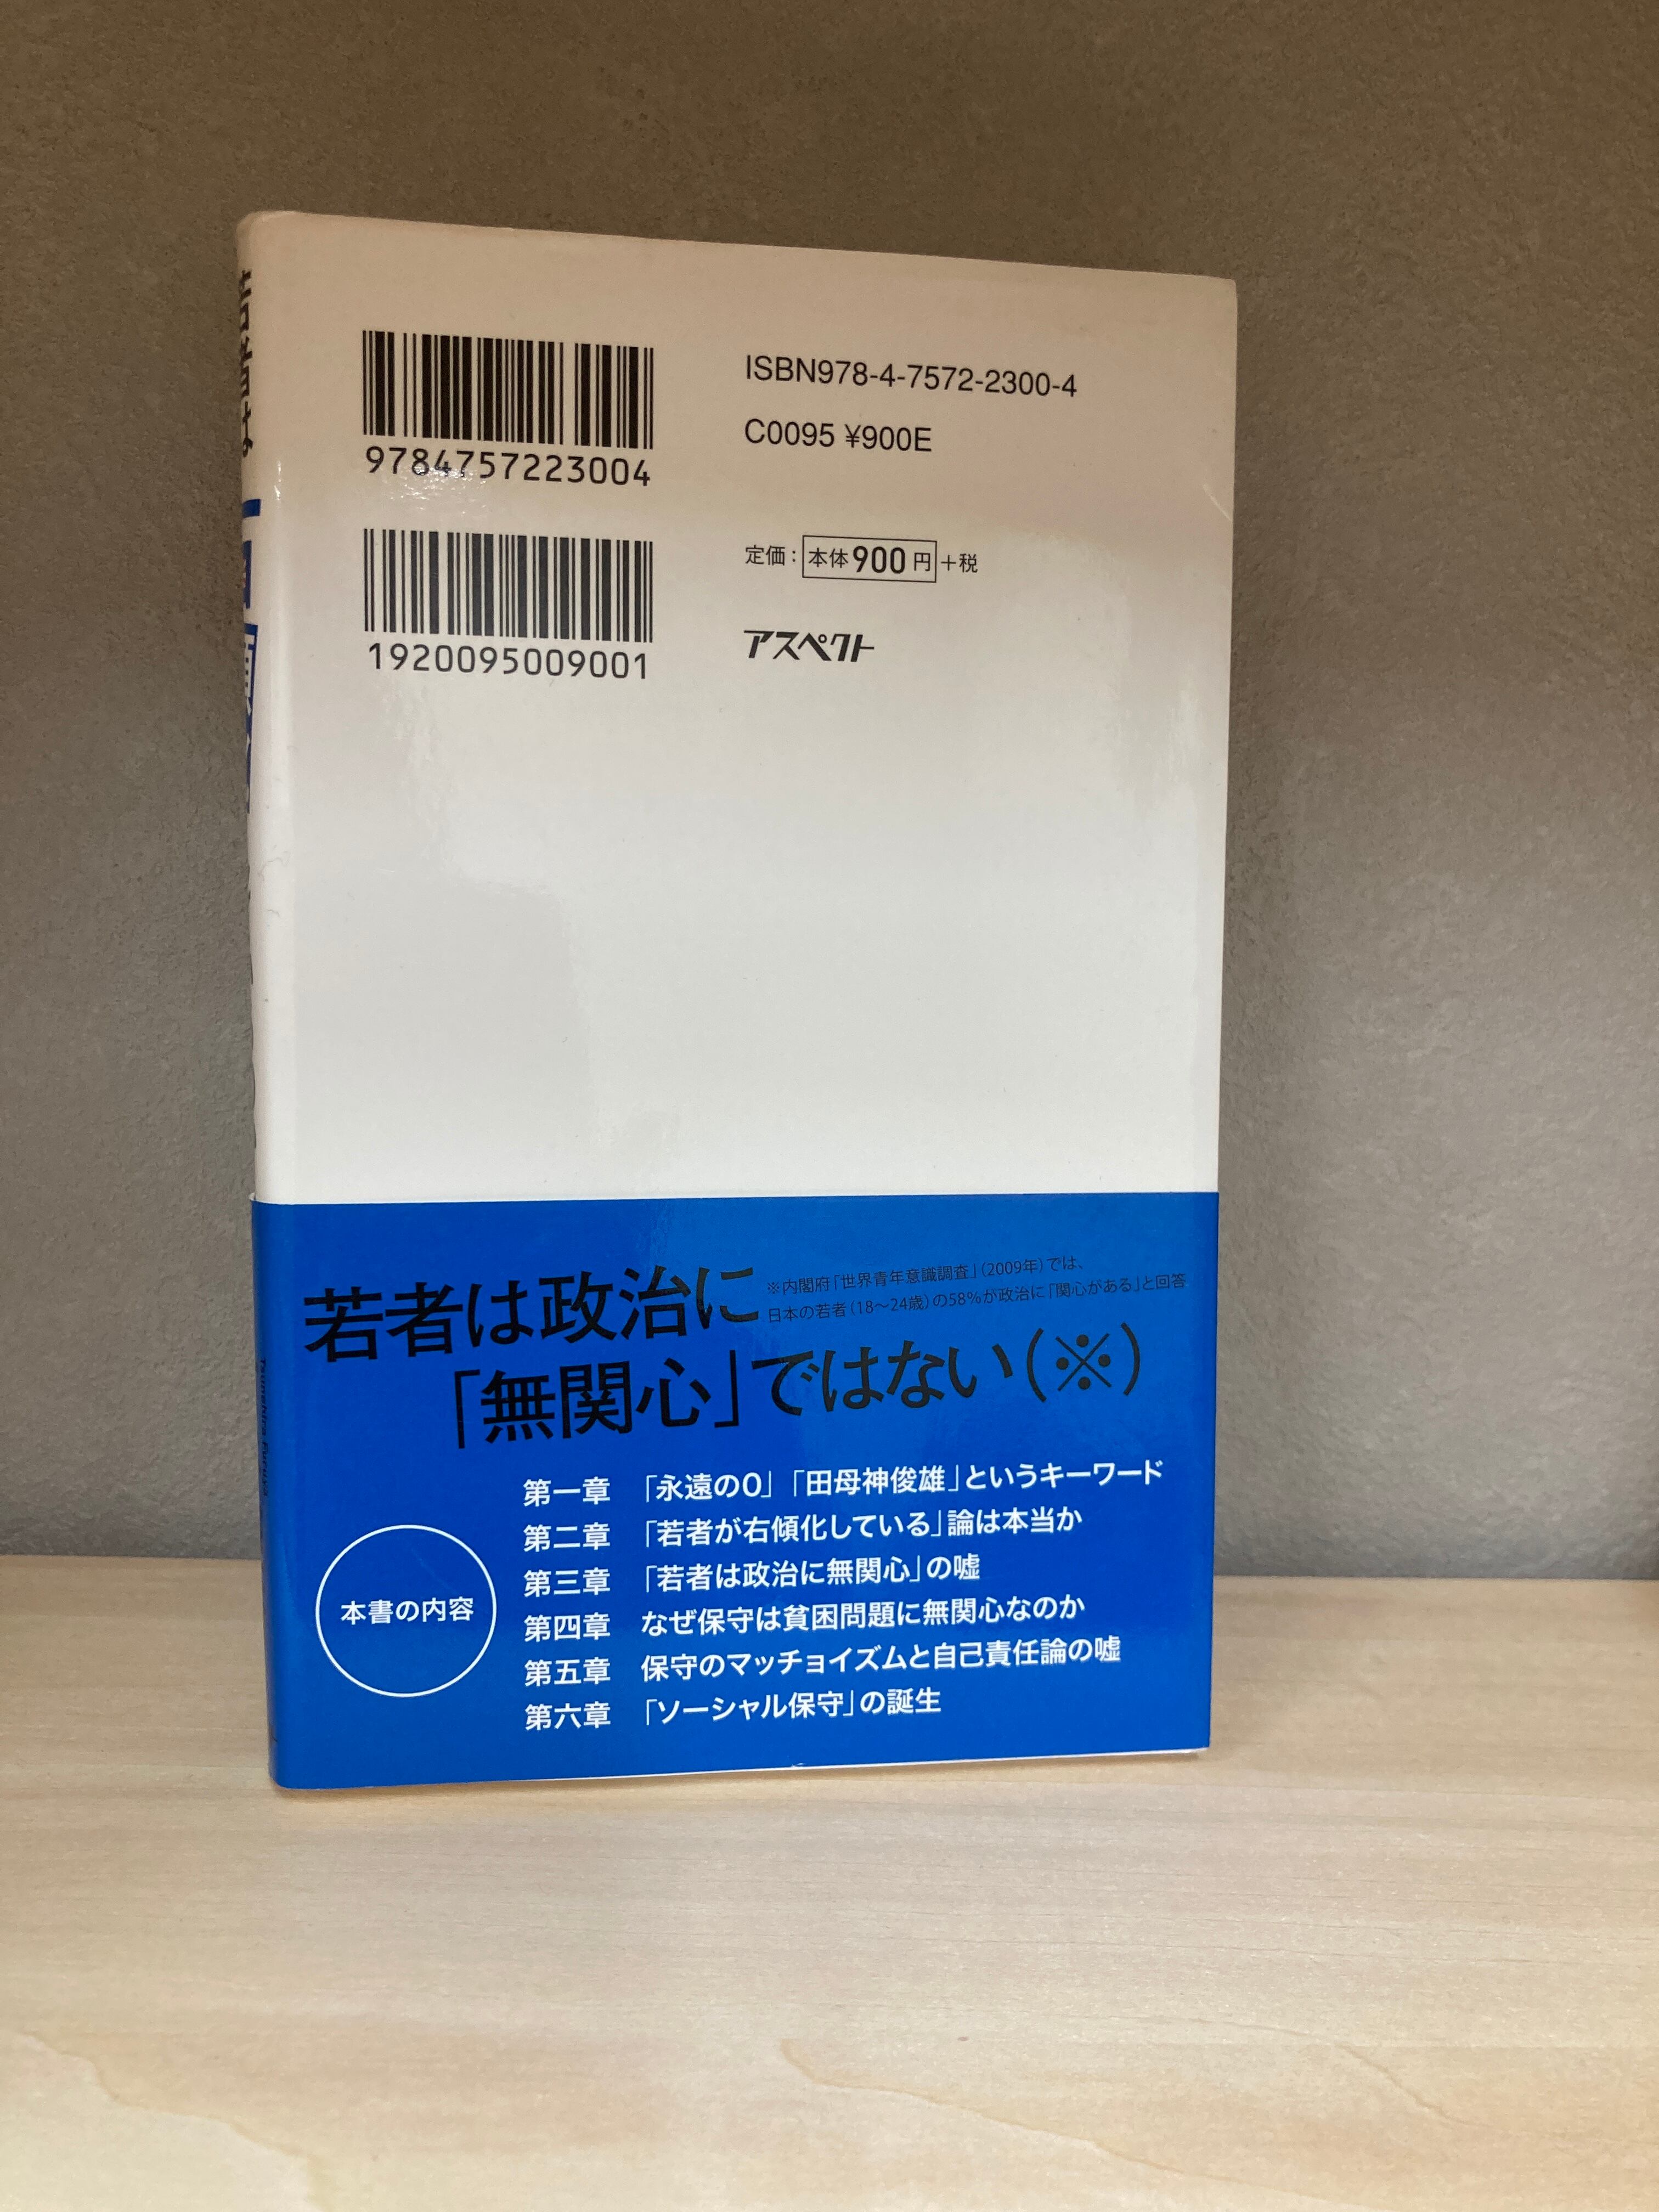 ISBN978-4-7572-2300-4
C0095 ¥900E
9784757223004
定価：本体900円+税
1920095009001
アスペクト
若者は政治に
※内閣府「世界青年意識調査」（2009年）では、
日本の若者（18〜24歳）の58%が政治に「関心がある」と回答
「無関心」ではない（※）
本書の内容
第一章 「永遠の0」「田母神俊雄」というキーワード
第二章 「若者が右傾化している」論は本当か
第三章 「若者は政治に無関心」の嘘
第四章 なぜ保守は貧困問題に無関心なのか
第五章 保守のマッチョイズムと自己責任論の嘘
第六章 「ソーシャル保守」の誕生